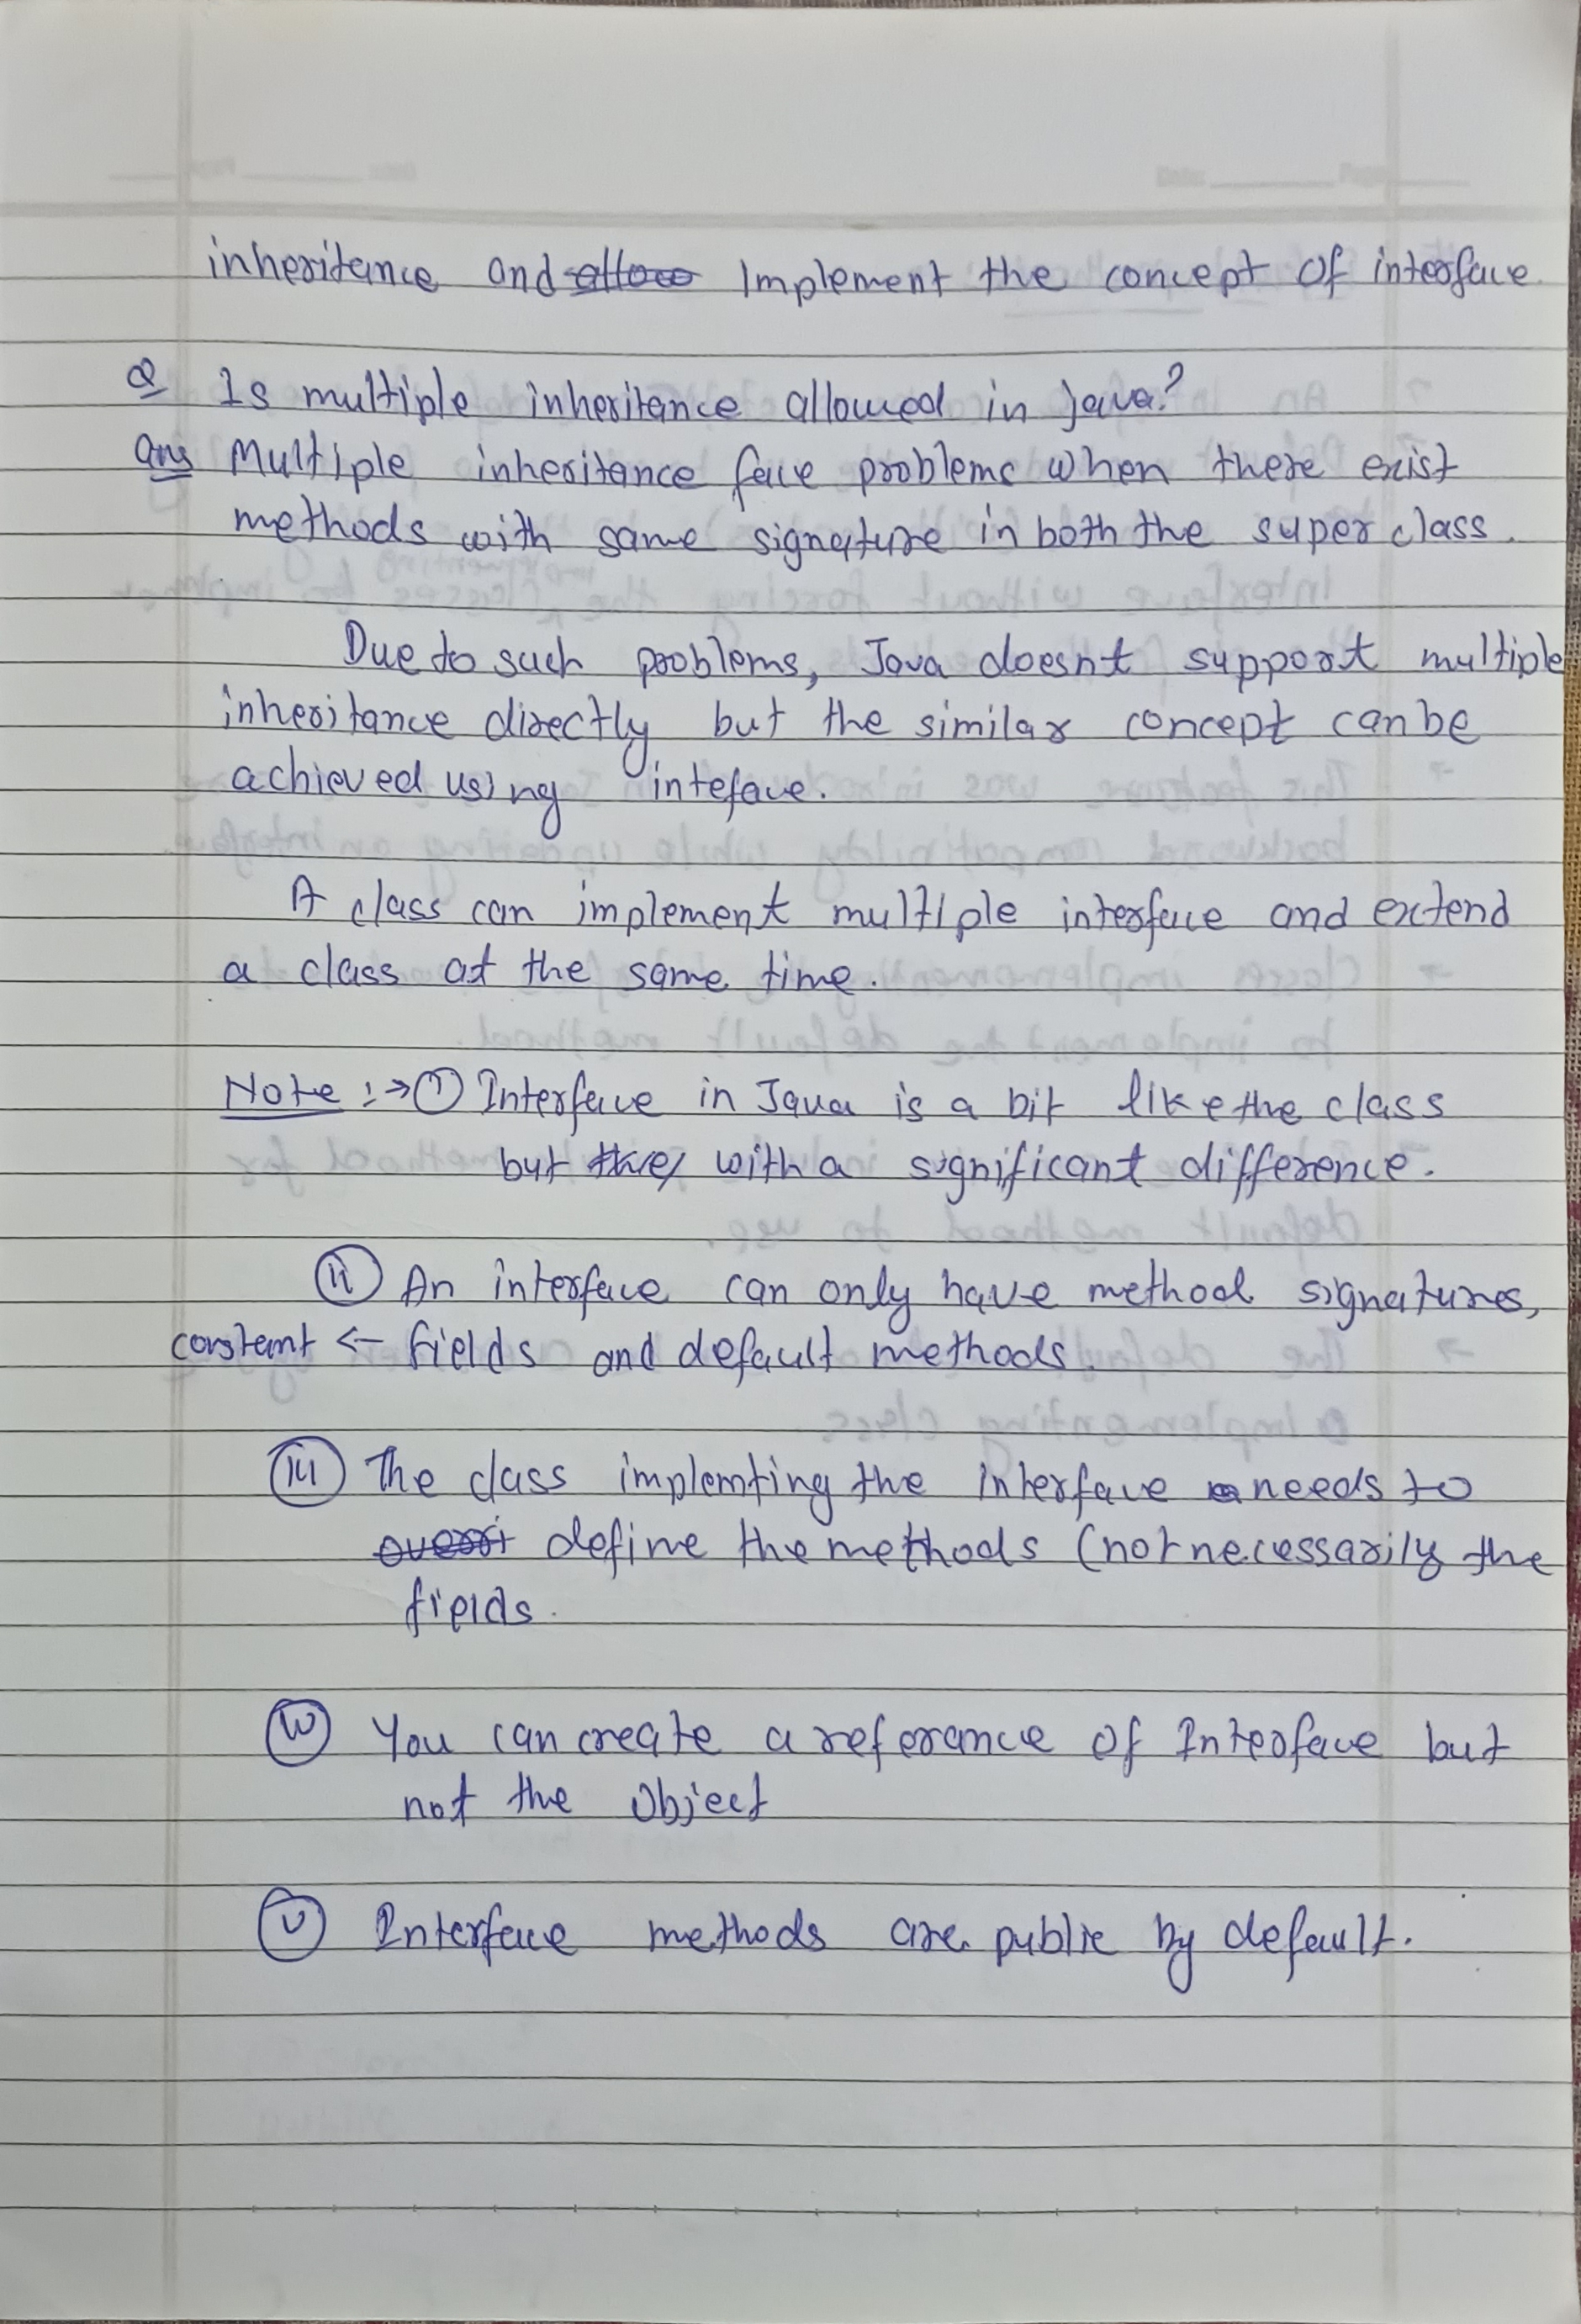 inheritance and allow Implement the concept of interface.
Q Is multiple inheritance allowed in java?
Ans Multiple inheritance face problems when there exist
methods with same signature in both the super class.
Due to such problems, Java doesnt support multiple
inheritance directly but the similar concept can be
achieved using inteface.
A class can implement multiple interface and extend
a class at the same time.
Note :→ ① Interface in Java is a bit like the class
but they with a significant difference.
ⅱ An interface can only have method signatures,
constant ← fields and default methods.
ⅲ The class implemting the interface needs to
overri define the methods (not necessarily the
fields.
ⅳ You can create a referance of Interface but
not the Object
ⅴ Interface methods are public by default.